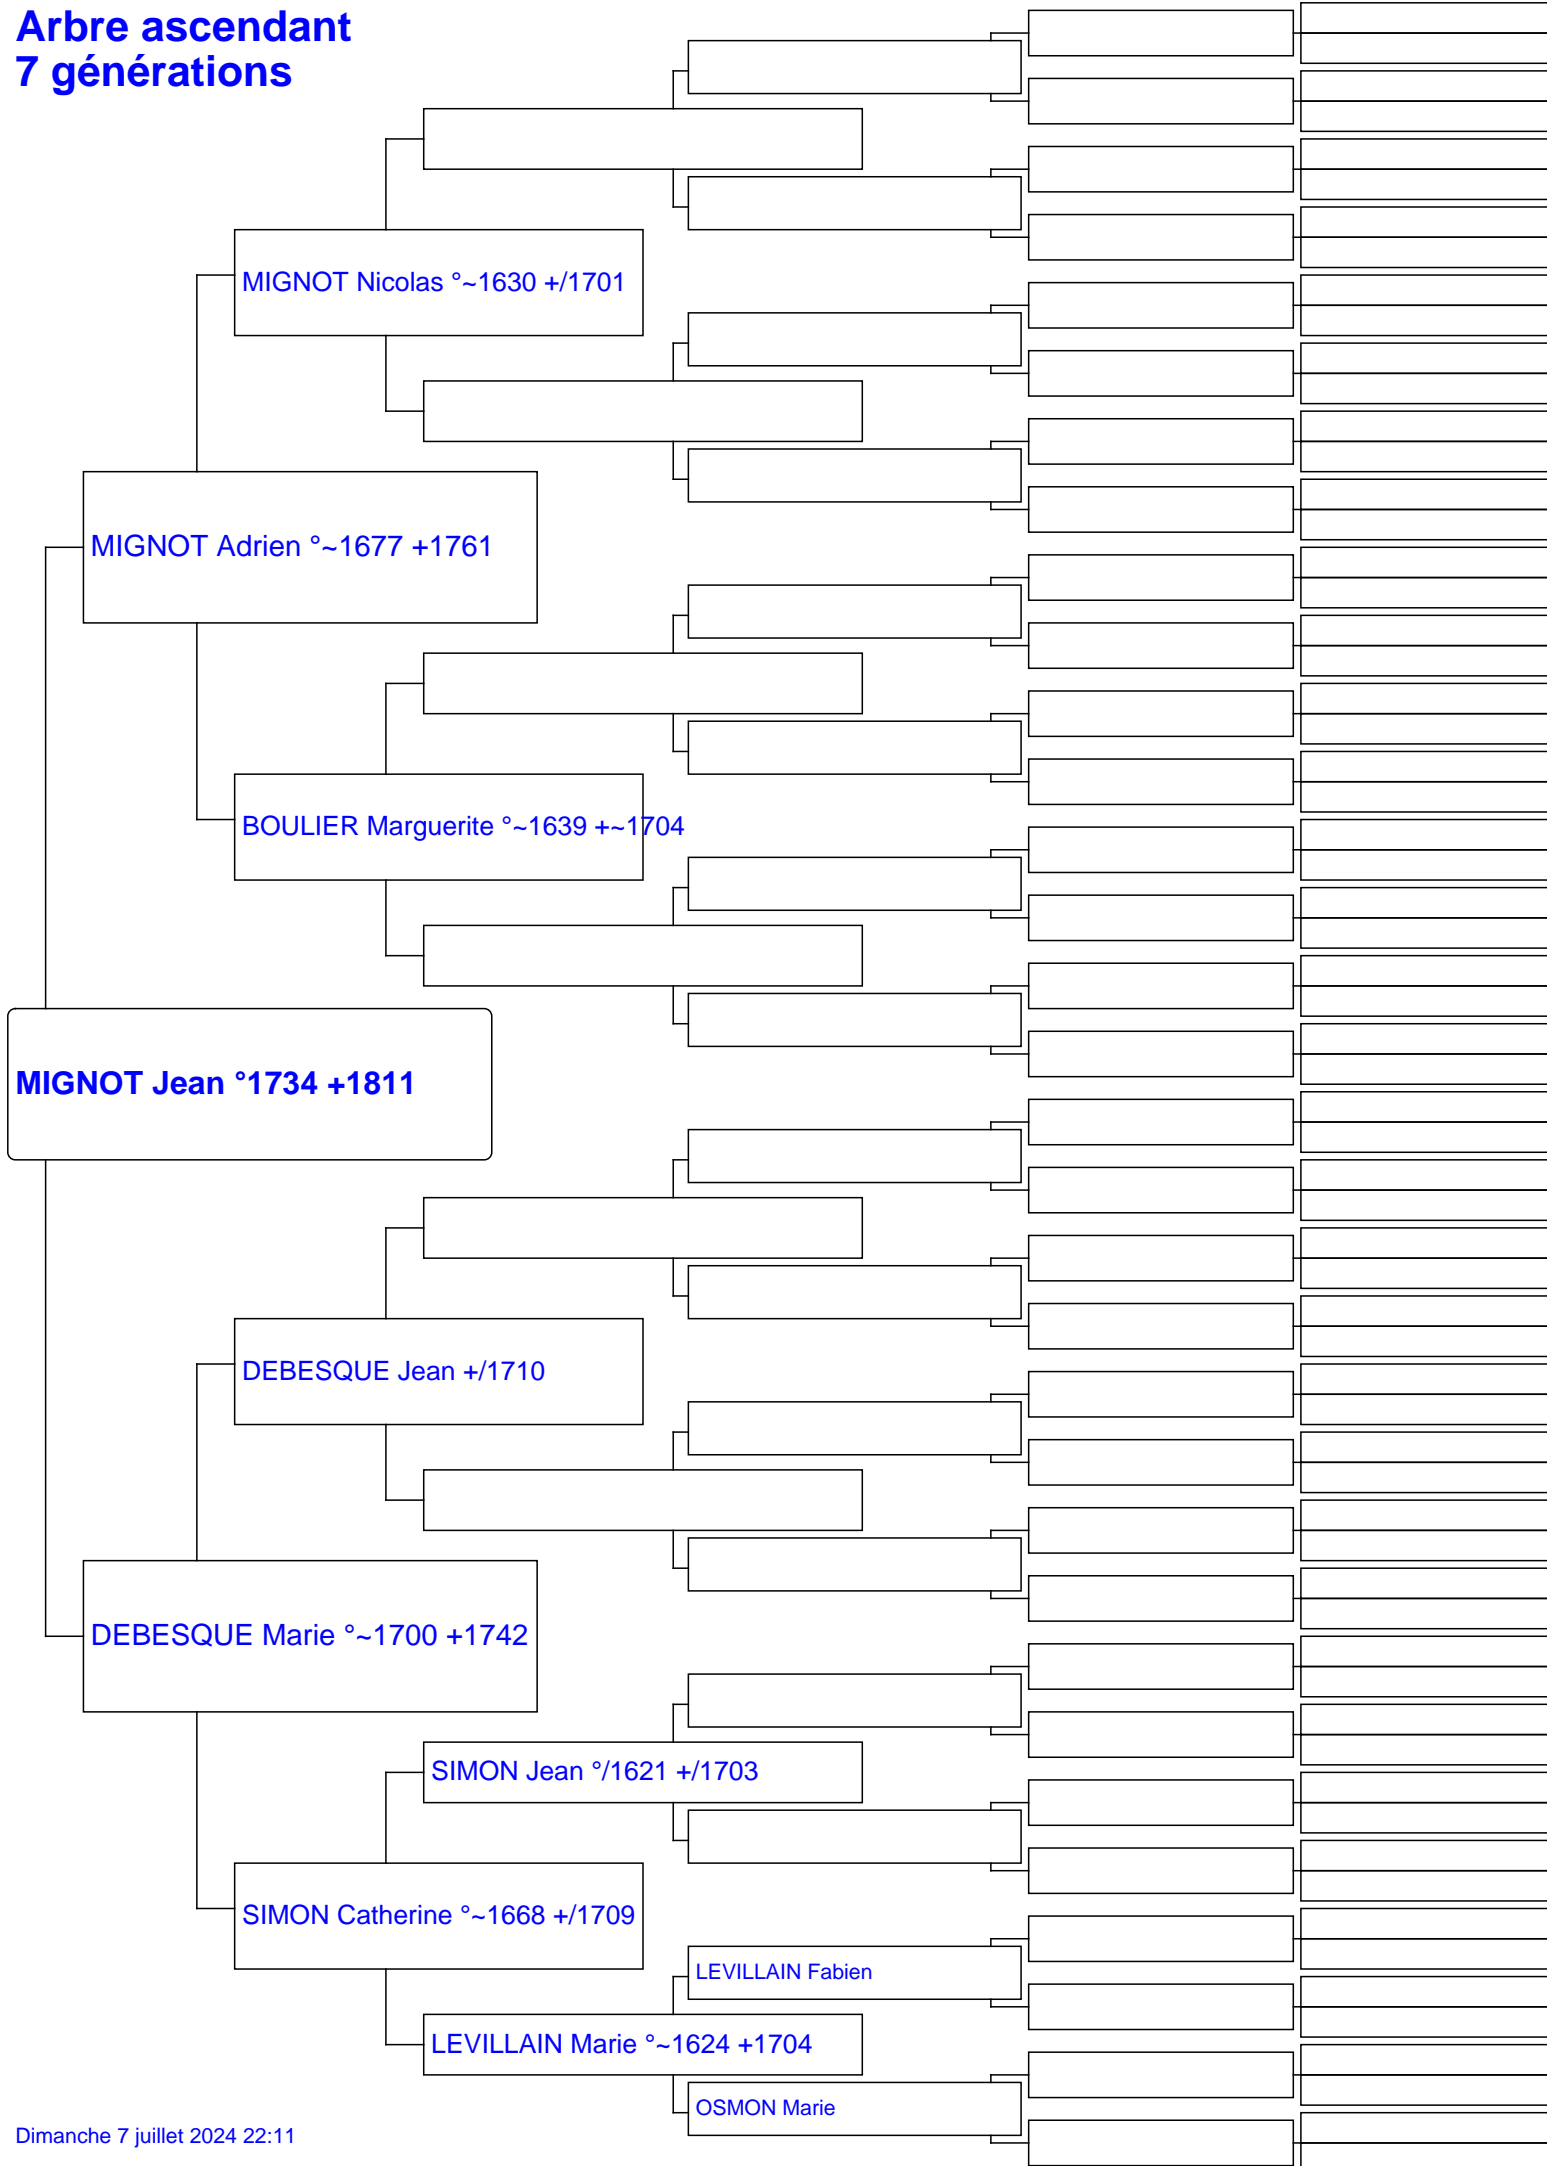 Arbre ascendant
7 générations
MIGNOT Nicolas °~1630 +/1701
MIGNOT Adrien °~1677 +1761
BOULIER Marguerite °~1639 +~1704
MIGNOT Jean °1734 +1811
DEBESQUE Jean +/1710
DEBESQUE Marie °~1700 +1742
SIMON Jean °/1621 +/1703
SIMON Catherine °~1668 +/1709
LEVILLAIN Fabien
LEVILLAIN Marie °~1624 +1704
OSMON Marie
Dimanche 7 juillet 2024 22:11